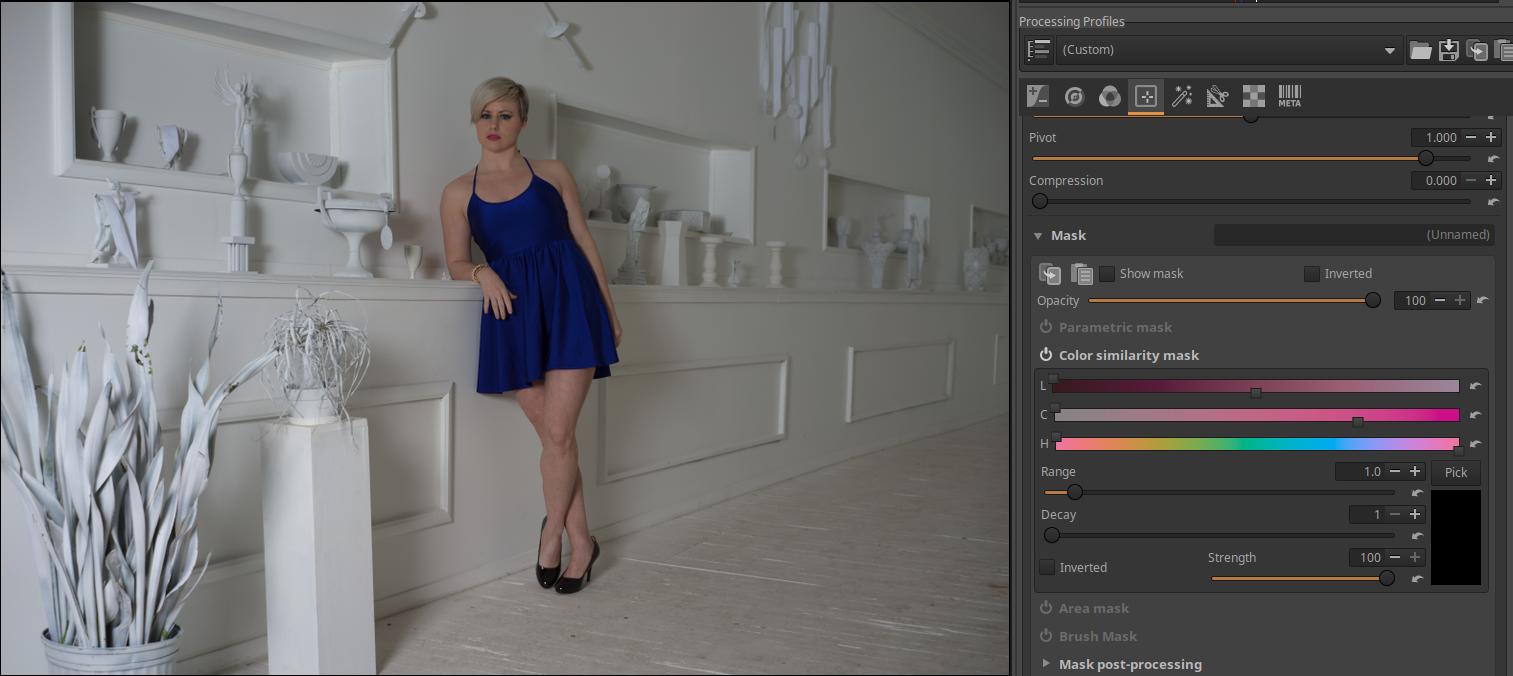 Processing Profiles
(Custom)
META
Pivot
1.000
Compression
0.000
Mask
(Unnamed)
Show mask
Inverted
Opacity
100
Parametric mask
Color similarity mask
L
C
H
Range
1.0
Pick
Decay
1
Inverted
Strength
100
Area mask
Brush Mask
Mask post-processing